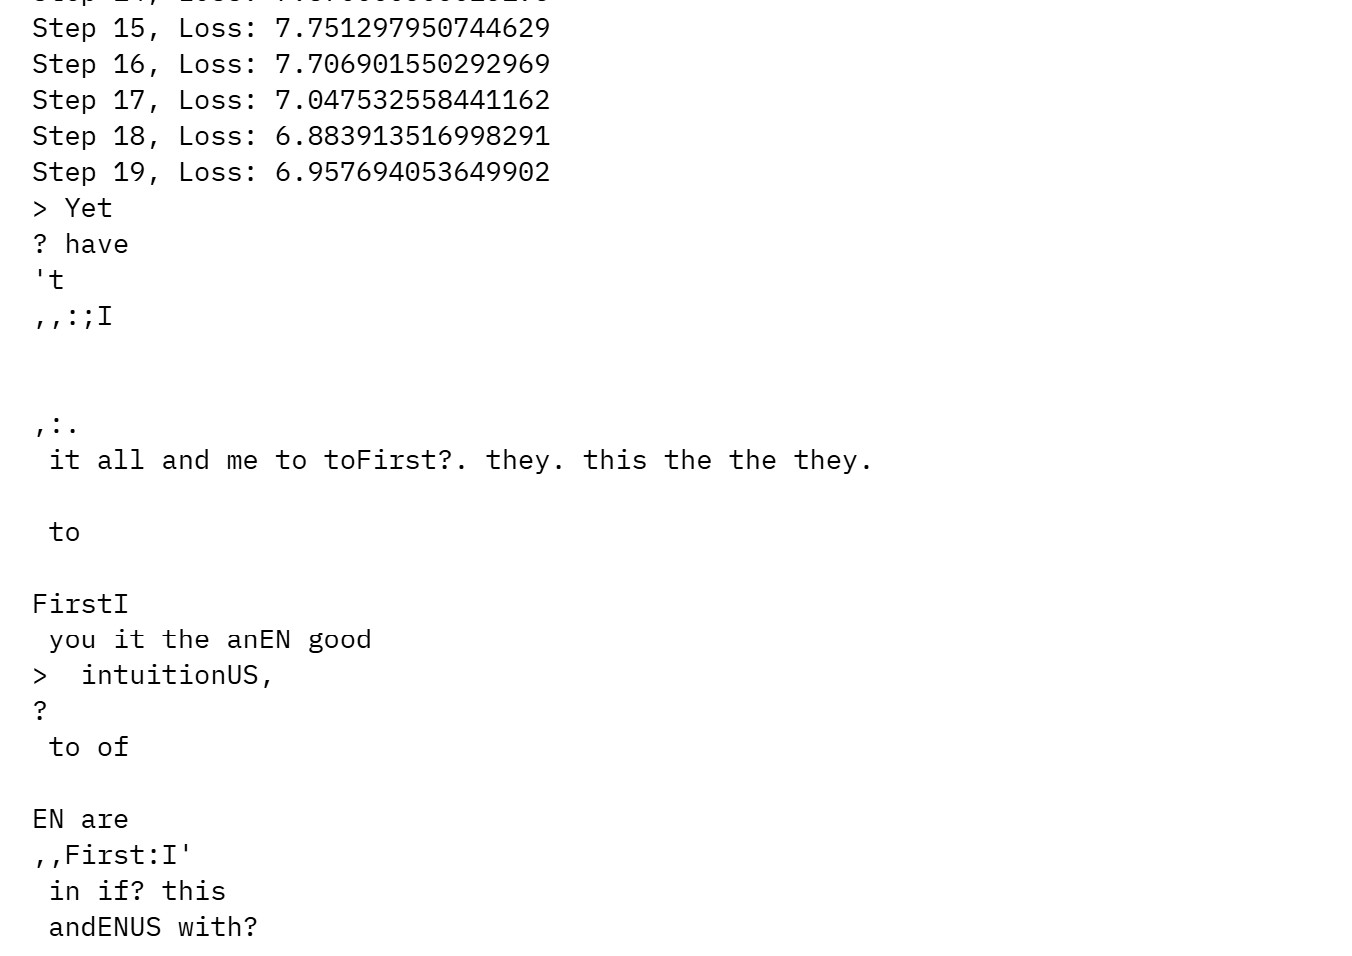 Step 15, Loss: 7.751297950744629
Step 16, Loss: 7.706901550292969
Step 17, Loss: 7.047532558441162
Step 18, Loss: 6.883913516998291
Step 19, Loss: 6.957694053649902
> Yet
? have
't
,,:;I
,:.
it all and me to toFirst?. they. this the the they.
to
FirstI
you it the anEN good
>  intuitionUS,
?
to of
EN are
,,First:I'
in if? this
andENUS with?